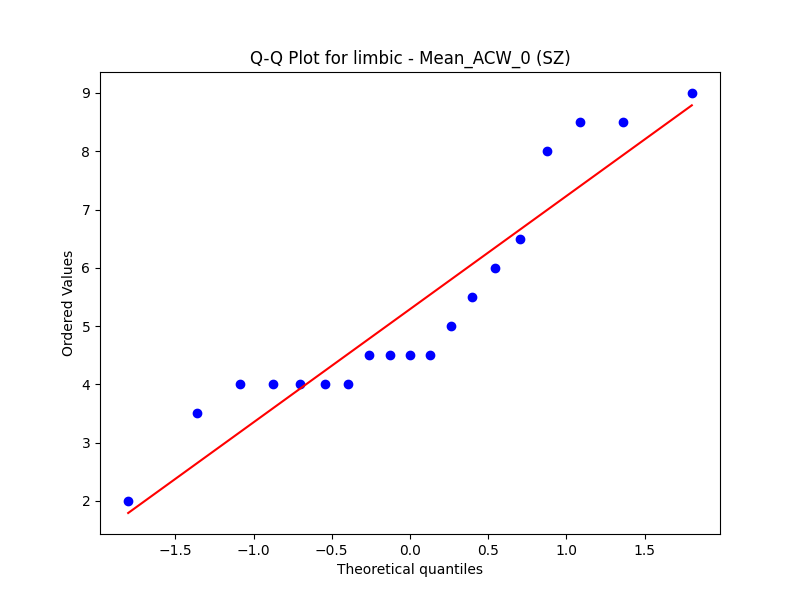 Q-Q Plot for limbic - Mean_ACW_0 (SZ)
9
8
7
6
5
4
3
2
Ordered Values
−1.5 −1.0 −0.5 0.0 0.5 1.0 1.5
Theoretical quantiles